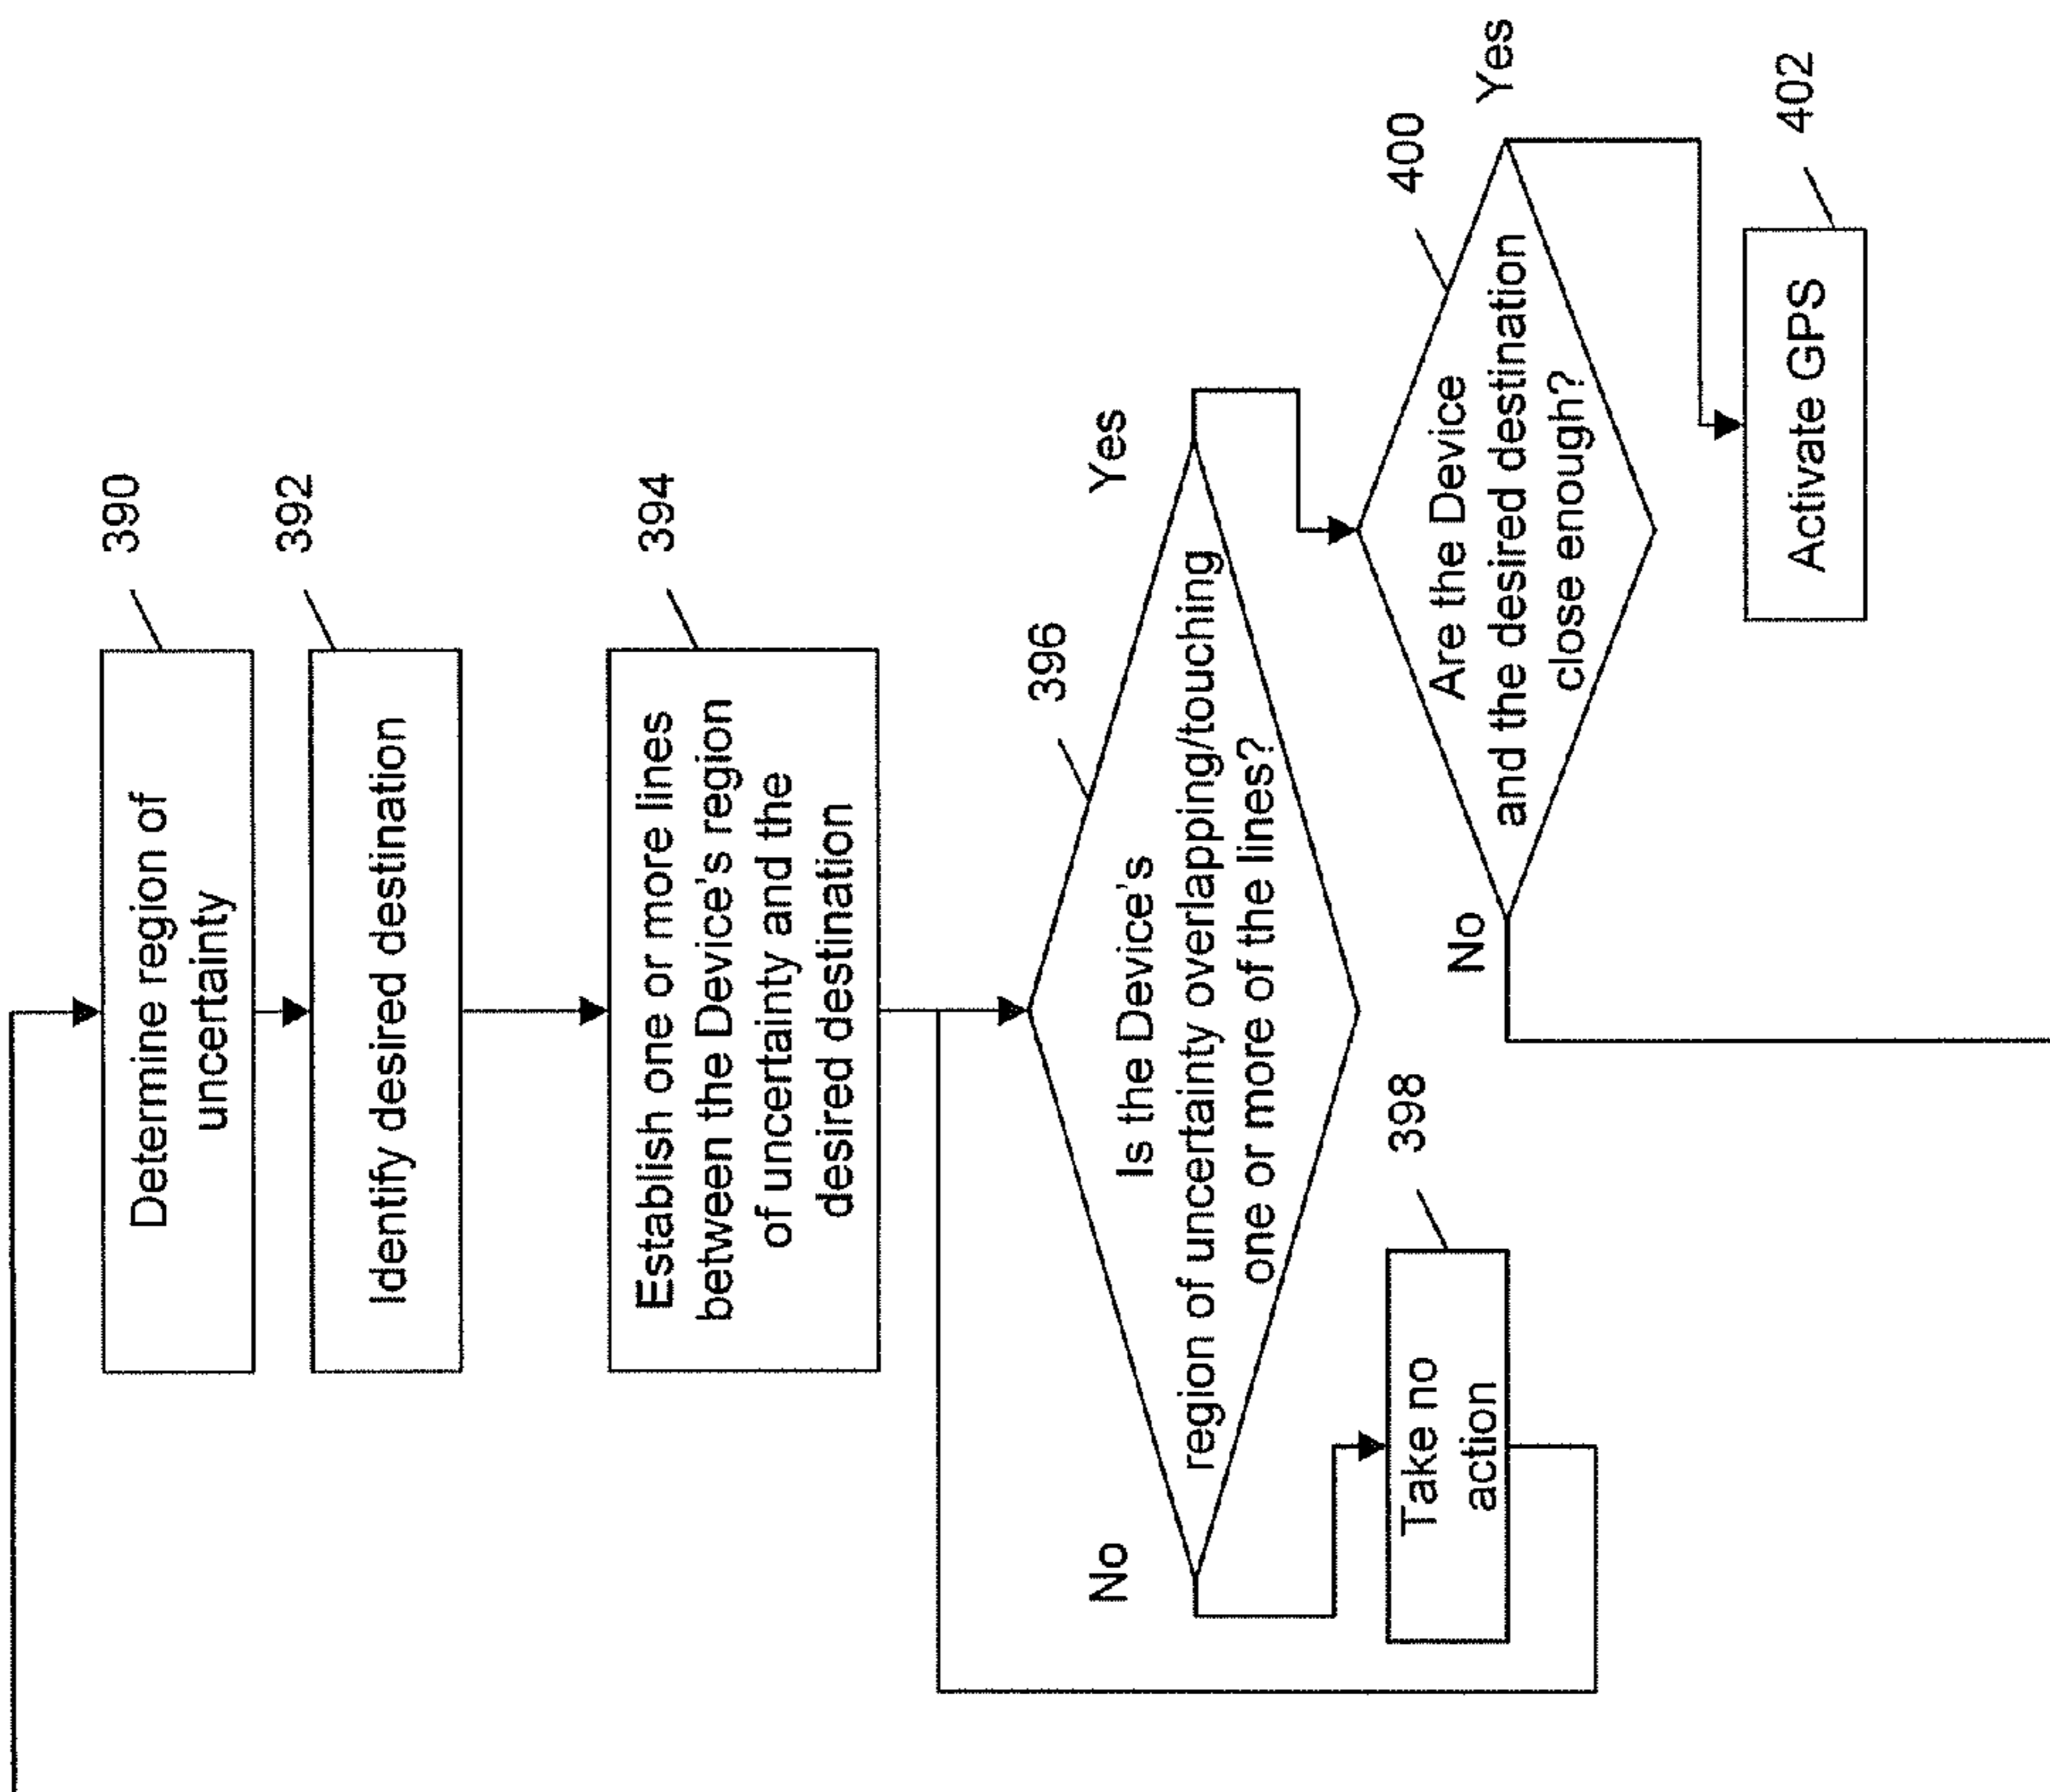 390
Determine region of
uncertainty
392
Identify desired destination
394
Establish one or more lines
between the Device's region
of uncertainty and the
desired destination
396
Is the Device's
region of uncertainty overlapping/touching
one or more of the lines?
No
Yes
398
Take no
action
400
Are the Device
and the desired destination
close enough?
No
Yes
402
Activate GPS